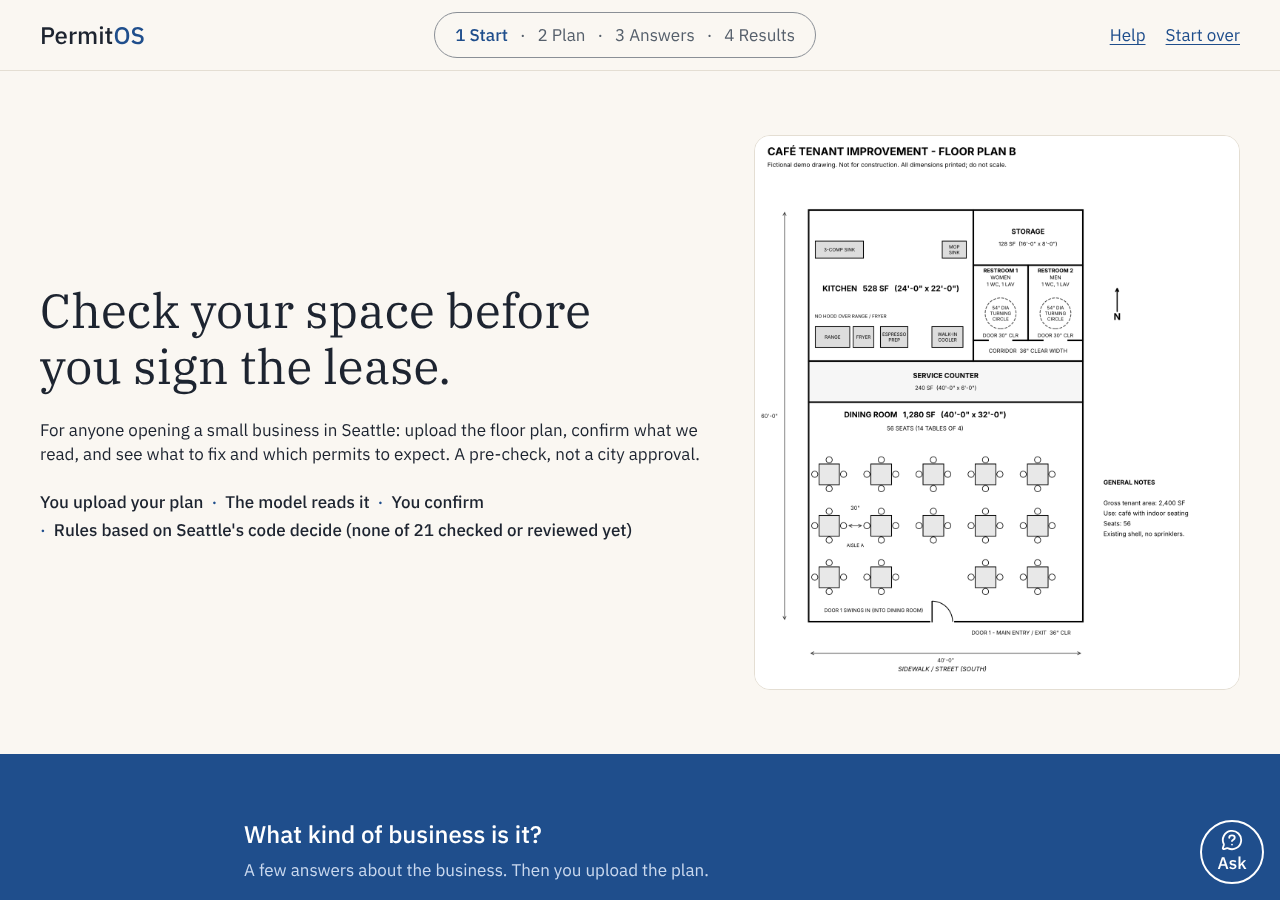 PermitOS
1 Start · 2 Plan · 3 Answers · 4 Results
Help
Start over
Check your space before
you sign the lease.
For anyone opening a small business in Seattle: upload the floor plan, confirm what we
read, and see what to fix and which permits to expect. A pre-check, not a city approval.
You upload your plan · The model reads it · You confirm
· Rules based on Seattle's code decide (none of 21 checked or reviewed yet)
CAFÉ TENANT IMPROVEMENT - FLOOR PLAN B
Fictional demo drawing. Not for construction. All dimensions printed; do not scale.
3-COMP SINK
MOP
SINK
STORAGE
128 SF (16'-0" x 8'-0")
KITCHEN 528 SF (24'-0" x 22'-0")
RESTROOM 1
WOMEN
1 WC, 1 LAV
54" DIA
TURNING
CIRCLE
DOOR 30" CLR
RESTROOM 2
MEN
1 WC, 1 LAV
54" DIA
TURNING
CIRCLE
DOOR 30" CLR
N
NO HOOD OVER RANGE / FRYER
RANGE
FRYER
ESPRESSO
PREP
WALK-IN
COOLER
CORRIDOR 36" CLEAR WIDTH
SERVICE COUNTER
240 SF (40'-0" x 6'-0")
60'-0"
DINING ROOM 1,280 SF (40'-0" x 32'-0")
56 SEATS (14 TABLES OF 4)
30"
AISLE A
GENERAL NOTES
Gross tenant area: 2,400 SF
Use: café with indoor seating
Seats: 56
Existing shell, no sprinklers.
DOOR 1 SWINGS IN (INTO DINING ROOM)
DOOR 1 - MAIN ENTRY / EXIT 36" CLR
40'-0"
SIDEWALK / STREET (SOUTH)
What kind of business is it?
A few answers about the business. Then you upload the plan.
Ask